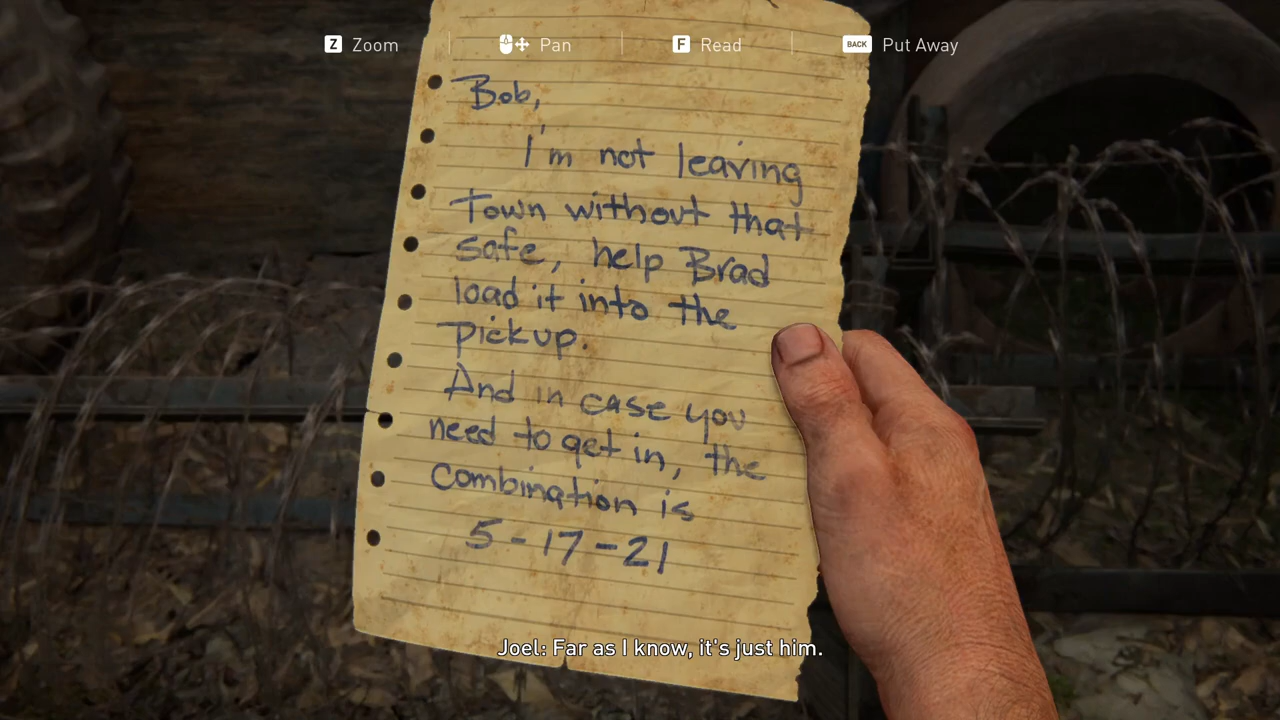 Z Zoom
Pan
F Read
BACK Put Away
Bob,
I'm not leaving
Town without that
safe, help Brad
load it into the
pickup.
And in case you
need to get in, the
Combination is
5-17-21
Joel: Far as I know, it's just him.